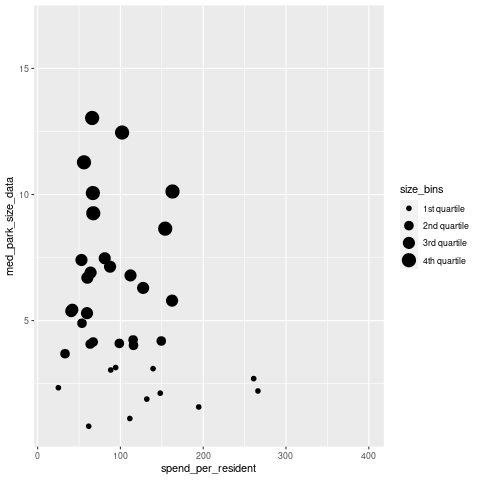 15
10
5
med_park_size_data
0 100 200 300 400
spend_per_resident
size_bins
1st quartile
2nd quartile
3rd quartile
4th quartile